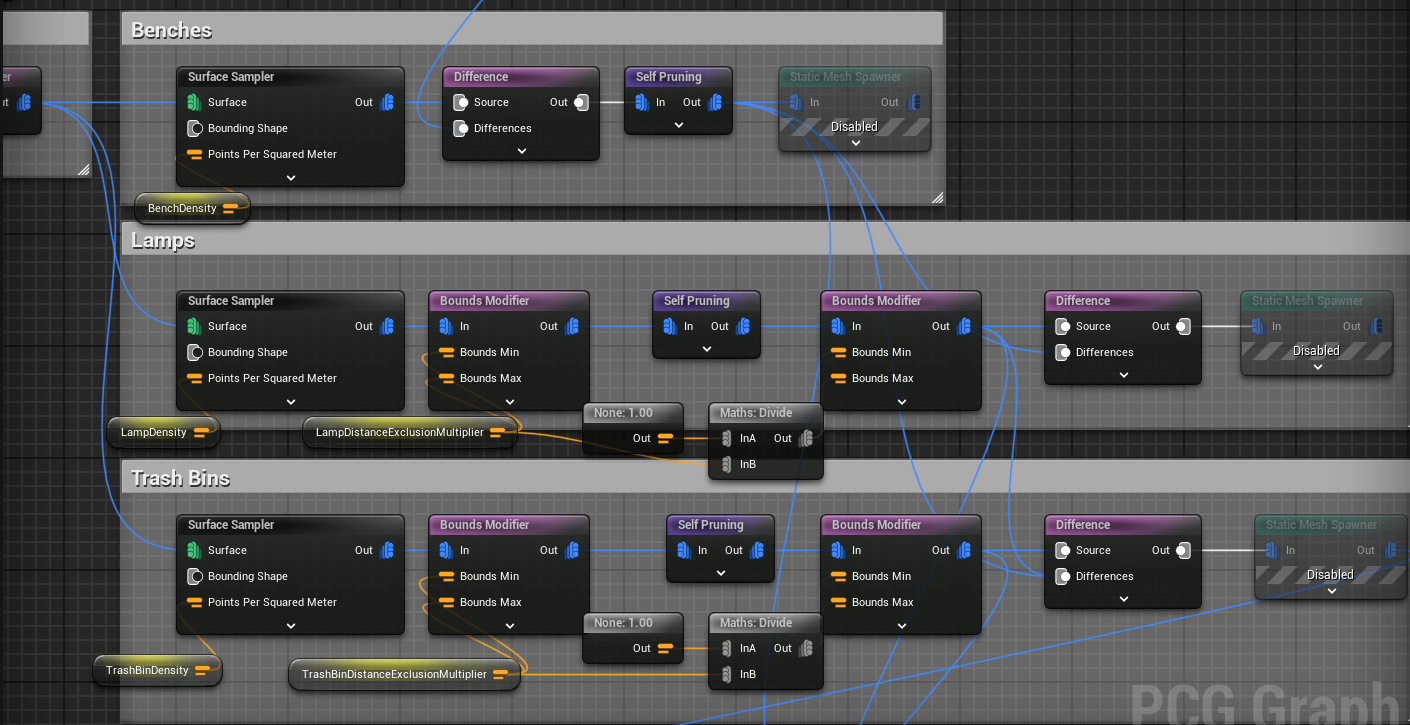 Benches
er
Surface Sampler
Difference
Self Pruning
Static Mesh Spawner
Surface Out
Source Out
In Out
In Out
Bounding Shape
Differences
Disabled
Points Per Squared Meter
BenchDensity
Lamps
Surface Sampler
Bounds Modifier
Self Pruning
Bounds Modifier
Difference
Static Mesh Spawner
Surface Out
In Out
In Out
In Out
Source Out
In Out
Bounding Shape
Bounds Min
Bounds Min
Differences
Disabled
Points Per Squared Meter
Bounds Max
Bounds Max
LampDensity
LampDistanceExclusionMultiplier
None: 1.00
Out
Maths: Divide
InA Out
InB
Trash Bins
Surface Sampler
Bounds Modifier
Self Pruning
Bounds Modifier
Difference
Static Mesh Spawner
Surface Out
In Out
In Out
In Out
Source Out
In Out
Bounding Shape
Bounds Min
Bounds Min
Differences
Disabled
Points Per Squared Meter
Bounds Max
Bounds Max
None: 1.00
Out
Maths: Divide
InA Out
InB
TrashBinDensity
TrashBinDistanceExclusionMultiplier
PCG Graph